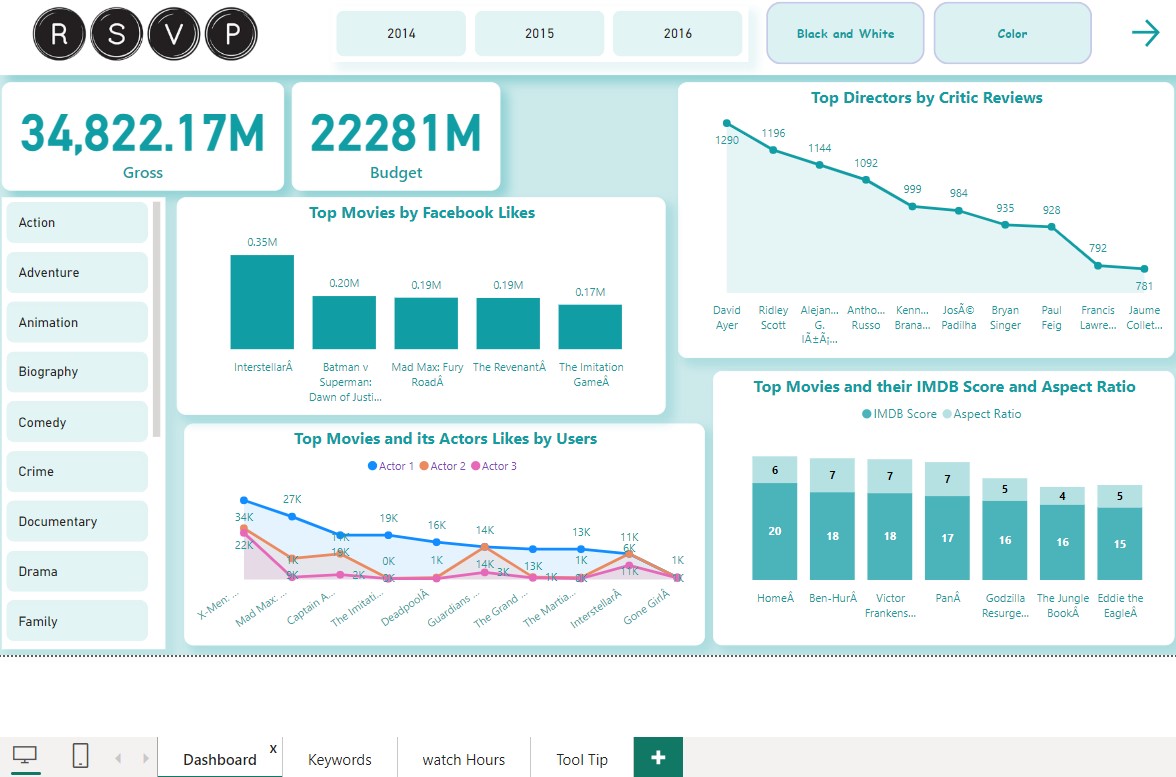 R S V P
2014
2015
2016
Black and White
Color
34,822.17M
Gross
22281M
Budget
Top Directors by Critic Reviews
1290
1196
1144
1092
999
984
935
928
792
781
David
Ayer
Ridley
Scott
Alejan...
G.
IÃ±Ã¡...
Antho...
Russo
Kenn...
Brana...
JosÃ©
Padilha
Bryan
Singer
Paul
Feig
Francis
Lawre...
Jaume
Collet...
Action
Adventure
Animation
Biography
Comedy
Crime
Documentary
Drama
Family
Top Movies by Facebook Likes
0.35M
0.20M
0.19M
0.19M
0.17M
InterstellarÂ
Batman v
Superman:
Dawn of Justi...
Mad Max: Fury
RoadÂ
The RevenantÂ
The Imitation
GameÂ
Top Movies and its Actors Likes by Users
Actor 1
Actor 2
Actor 3
34K
22K
27K
1K
19K
0K
2K
16K
1K
14K
14K
3K
13K
1K
13K
1K
11K
6K
11K
1K
X-Men: ...
Mad Max: ...
Captain A...
The Imitati...
DeadpoolÂ
Guardians ...
The Grand ...
The Martia...
InterstellarÂ
Gone GirlÂ
Top Movies and their IMDB Score and Aspect Ratio
IMDB Score
Aspect Ratio
6
7
7
7
5
4
5
20
18
18
17
16
16
15
HomeÂ
Ben-HurÂ
Victor
Frankens...
PanÂ
Godzilla
Resurge...
The Jungle
BookÂ
Eddie the
EagleÂ
Dashboard
x
Keywords
watch Hours
Tool Tip
+